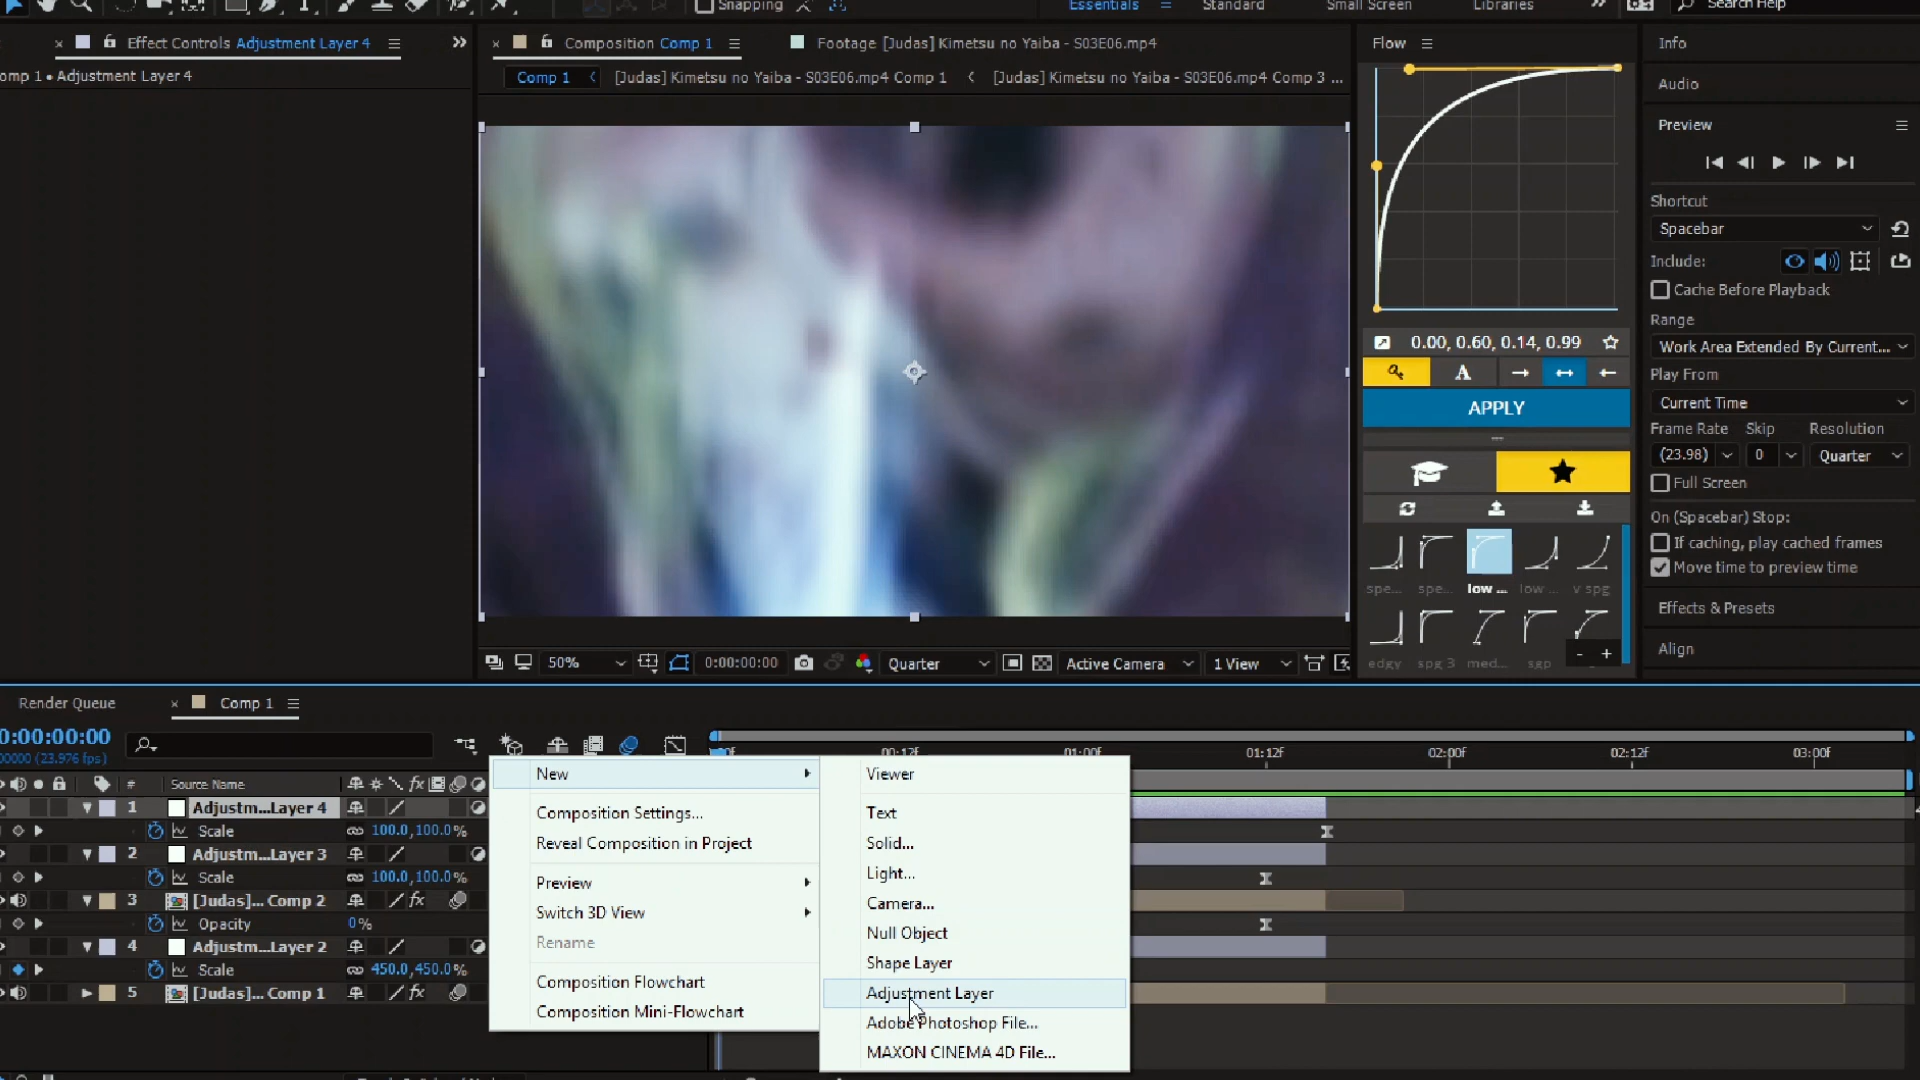 Snapping
Essentials
Standard
Small Screen
Libraries
Search Help
Effect Controls Adjustment Layer 4
Composition Comp 1
Footage [Judas] Kimetsu no Yaiba - S03E06.mp4
Flow
Info
omp 1 • Adjustment Layer 4
Comp 1
[Judas] Kimetsu no Yaiba - S03E06.mp4 Comp 1
[Judas] Kimetsu no Yaiba - S03E06.mp4 Comp 3 ...
Audio
Preview
Shortcut
Spacebar
Include:
Cache Before Playback
Range
Work Area Extended By Current...
Play From
Current Time
Frame Rate Skip Resolution
(23.98) 0 Quarter
Full Screen
On (Spacebar) Stop:
If caching, play cached frames
Move time to preview time
Effects & Presets
Align
0.00, 0.60, 0.14, 0.99
A
APPLY
spe... spe... low ... low ... v spg
edgy spg 3 med... sgp
- +
50%
0:00:00:00
Quarter
Active Camera
1 View
Render Queue
Comp 1
0:00:00:00
00000 (23.976 fps)
00:12f 01:00f 01:12f 02:00f 02:12f 03:00f
# Source Name
1 Adjustm...Layer 4
Scale 100.0,100.0%
2 Adjustm...Layer 3
Scale 100.0,100.0%
3 [Judas]... Comp 2
Opacity 0%
4 Adjustm...Layer 2
Scale 450.0,450.0%
5 [Judas]... Comp 1
New
Composition Settings...
Reveal Composition in Project
Preview
Switch 3D View
Rename
Composition Flowchart
Composition Mini-Flowchart
Viewer
Text
Solid...
Light...
Camera...
Null Object
Shape Layer
Adjustment Layer
Adobe Photoshop File...
MAXON CINEMA 4D File...